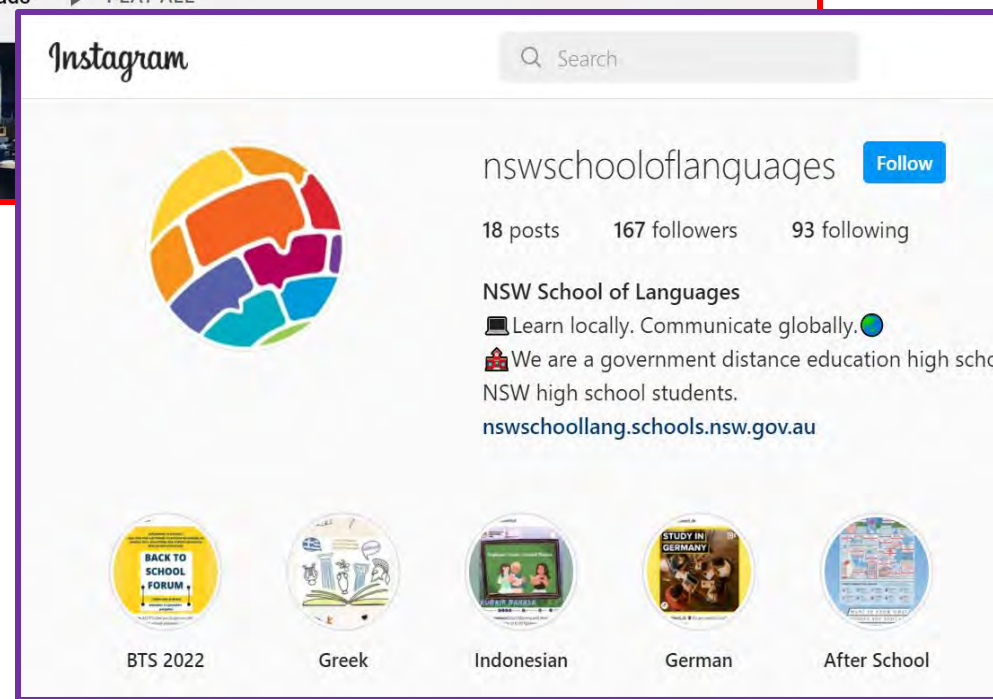 PLAY ALL
Instagram
Search
nswschooloflanguages Follow
18 posts 167 followers 93 following
NSW School of Languages
Learn locally. Communicate globally.
We are a government distance education high scho
NSW high school students.
nswschoollang.schools.nsw.gov.au
BACK TO
SCHOOL
FORUM
STUDY IN
GERMANY
BTS 2022 Greek Indonesian German After School